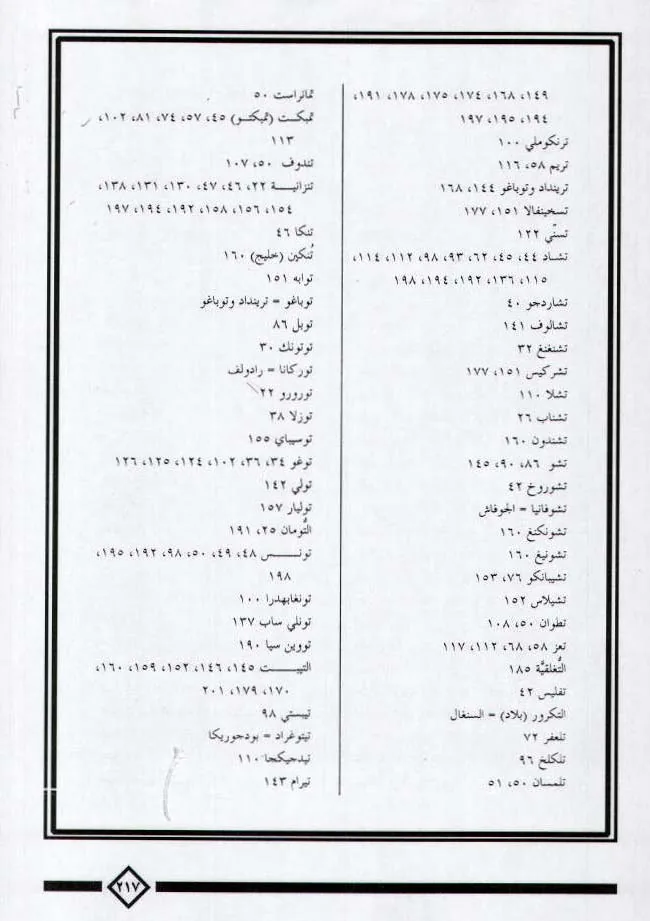 ١٤٩، ١٦٨، ١٧٤، ١٧٥، ١٧٨، ١٩١،
١٩٤، ١٩٥، ١٩٧
ترنكوملي ١٠٠
تريم ٥٨، ١١٦
ترينداد وتوباغو ١٤٤، ١٦٨
تسخينفالا ١٥١، ١٧٧
تسنّي ١٢٢
تشاد ٤٤، ٤٥، ٦٢، ٩٣، ٩٨، ١١٢، ١١٤،
١١٥، ١٣٦، ١٩٢، ١٩٤، ١٩٨
تشاردجو ٤٠
تشالوف ١٤١
تشنغنغ ٣٢
تشركيس ١٥١، ١٧٧
تشلا ١١٠
تشناب ٢٦
تشندون ١٦٠
تشو ٨٦، ٩٠، ١٤٥
تشوروخ ٤٢
تشوفانيا = الجوفاش
تشونكنغ ١٦٠
تشونيغ ١٦٠
تشيبانكو ٧٦، ١٥٣
تشيلاس ١٥٢
تطوان ٥٠، ١٠٨
تعز ٥٨، ٦٨، ١١٢، ١١٧
التُّغلقيَّة ١٨٥
تفليس ٤٢
التكرور (بلاد) = السنغال
تلعفر ٧٢
تلكلخ ٩٦
تلمسان ٥٠، ٥١
تمانراست ٥٠
تمبكت (تمبكتو) ٤٥، ٥٧، ٧٤، ٨١، ١٠٢،
١١٣
تندوف ٥٠، ١٠٧
تنزانية ٢٢، ٤٦، ٤٧، ١٣٠، ١٣١، ١٣٨،
١٥٤، ١٥٦، ١٥٨، ١٩٢، ١٩٤، ١٩٧
تنكا ٤٦
تُنكين (خليج) ١٦٠
توابه ١٥١
توباغو = ترينداد وتوباغو
توبل ٨٦
توتونك ٣٠
توركانا = رادولف
تورورو ٢٢
توزلا ٣٨
توسيباي ١٥٥
توغو ٣٤، ٣٦، ١٠٢، ١٢٤، ١٢٥، ١٢٦
تولي ١٤٢
توليار ١٥٧
التُّومان ٢٥، ١٩١
تونس ٤٨، ٤٩، ٥٠، ٩٨، ١٩٢، ١٩٥،
١٩٨
تونغابهدرا ١٠٠
تونلي ساب ١٣٧
تووين سيا ١٩٠
التيبت ١٤٥، ١٤٦، ١٥٢، ١٥٩، ١٦٠،
١٧٠، ١٧٩، ٢٠١
تيبستي ٩٨
تيتوغراد = بودجوريكا
تيدجيكجا ١١٠
تيرام ١٤٣
٢١٧